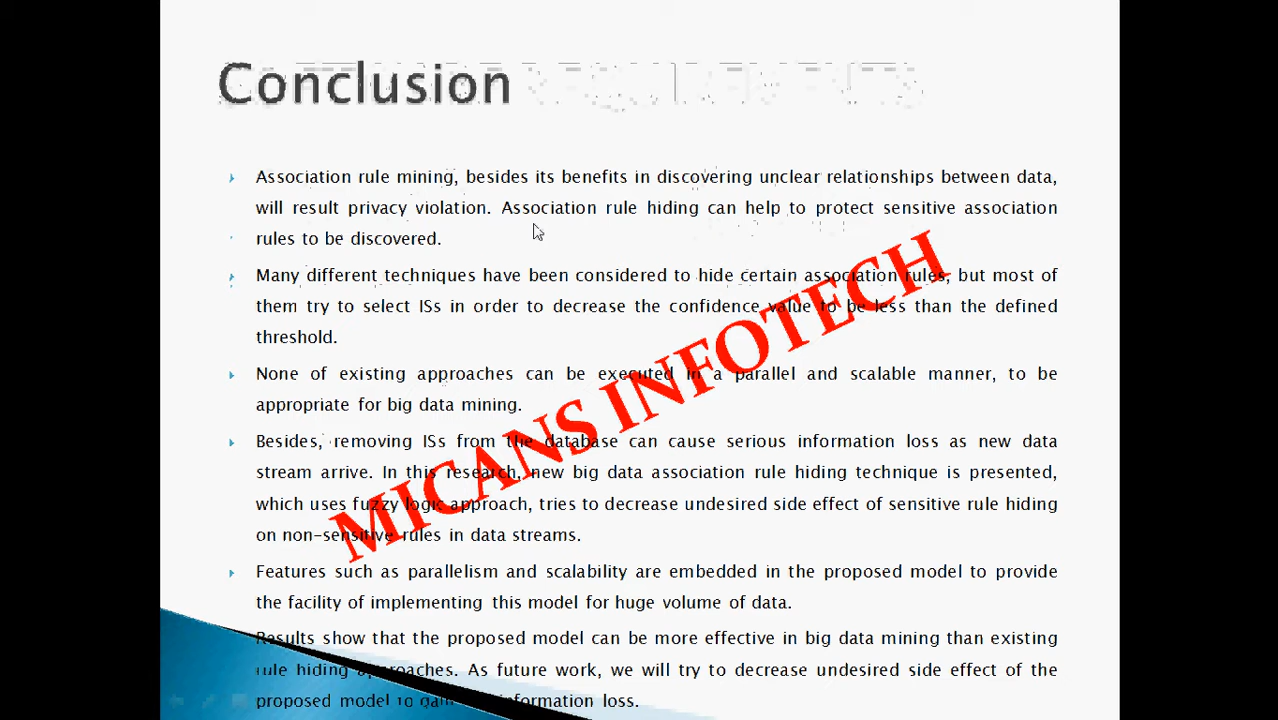 Conclusion
Association rule mining, besides its benefits in discovering unclear relationships between data,
will result privacy violation. Association rule hiding can help to protect sensitive association
rules to be discovered.
Many different techniques have been considered to hide certain association rules, but most of
them try to select ISs in order to decrease the confidence value to be less than the defined
threshold.
None of existing approaches can be executed in a parallel and scalable manner, to be
appropriate for big data mining.
Besides, removing ISs from the database can cause serious information loss as new data
stream arrive. In this research, new big data association rule hiding technique is presented,
which uses fuzzy logic approach, tries to decrease undesired side effect of sensitive rule hiding
on non-sensitive rules in data streams.
Features such as parallelism and scalability are embedded in the proposed model to provide
the facility of implementing this model for huge volume of data.
Results show that the proposed model can be more effective in big data mining than existing
rule hiding approaches. As future work, we will try to decrease undesired side effect of the
proposed model to information loss.
MICANS INFOTECH